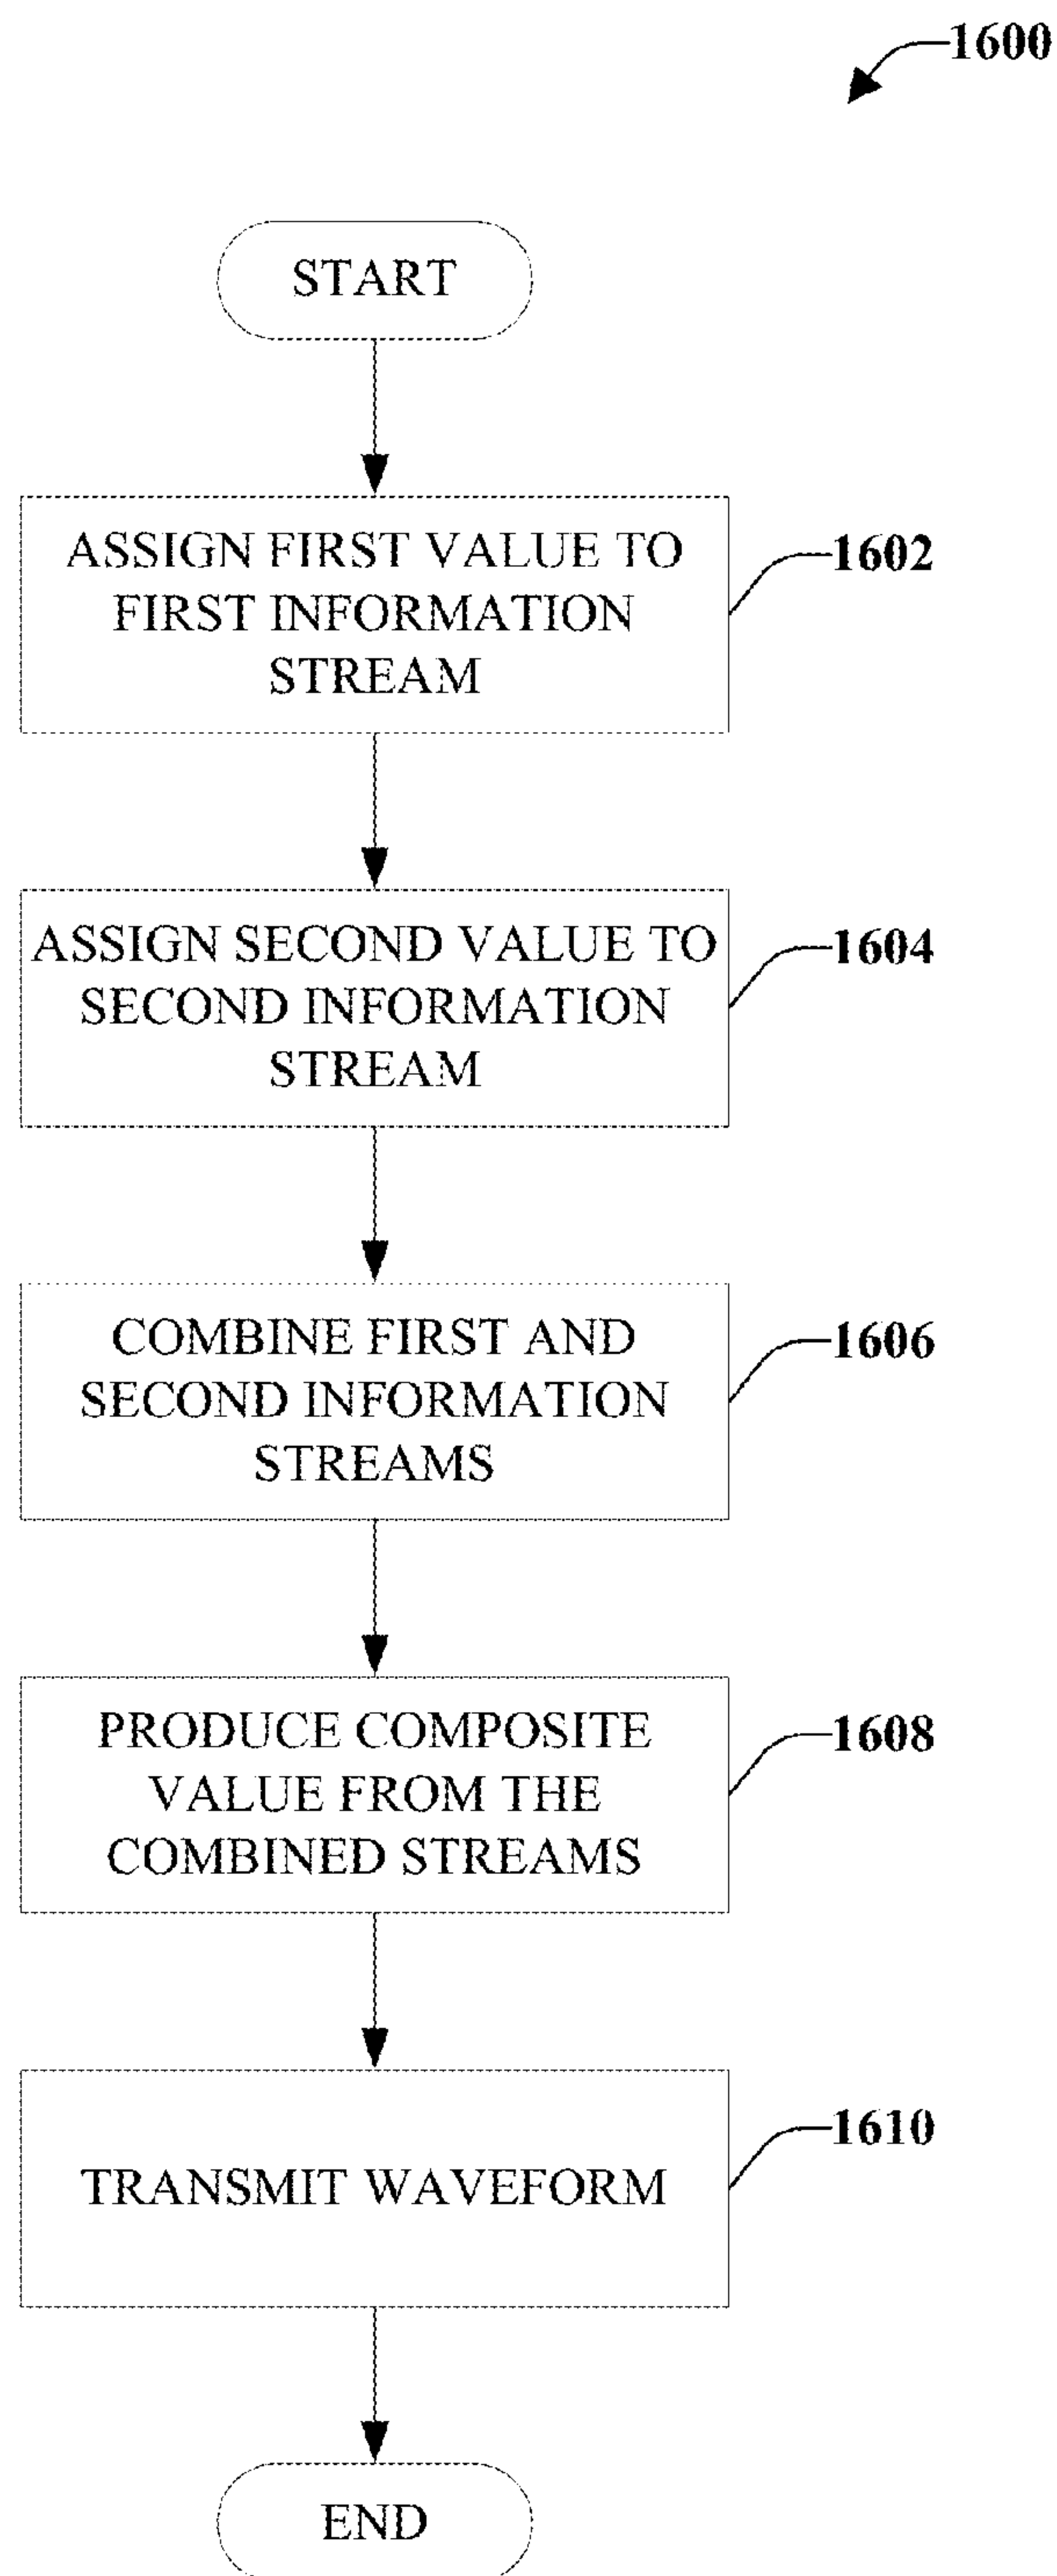 1600
START
ASSIGN FIRST VALUE TO
FIRST INFORMATION
STREAM
1602
ASSIGN SECOND VALUE TO
SECOND INFORMATION
STREAM
1604
COMBINE FIRST AND
SECOND INFORMATION
STREAMS
1606
PRODUCE COMPOSITE
VALUE FROM THE
COMBINED STREAMS
1608
TRANSMIT WAVEFORM
1610
END